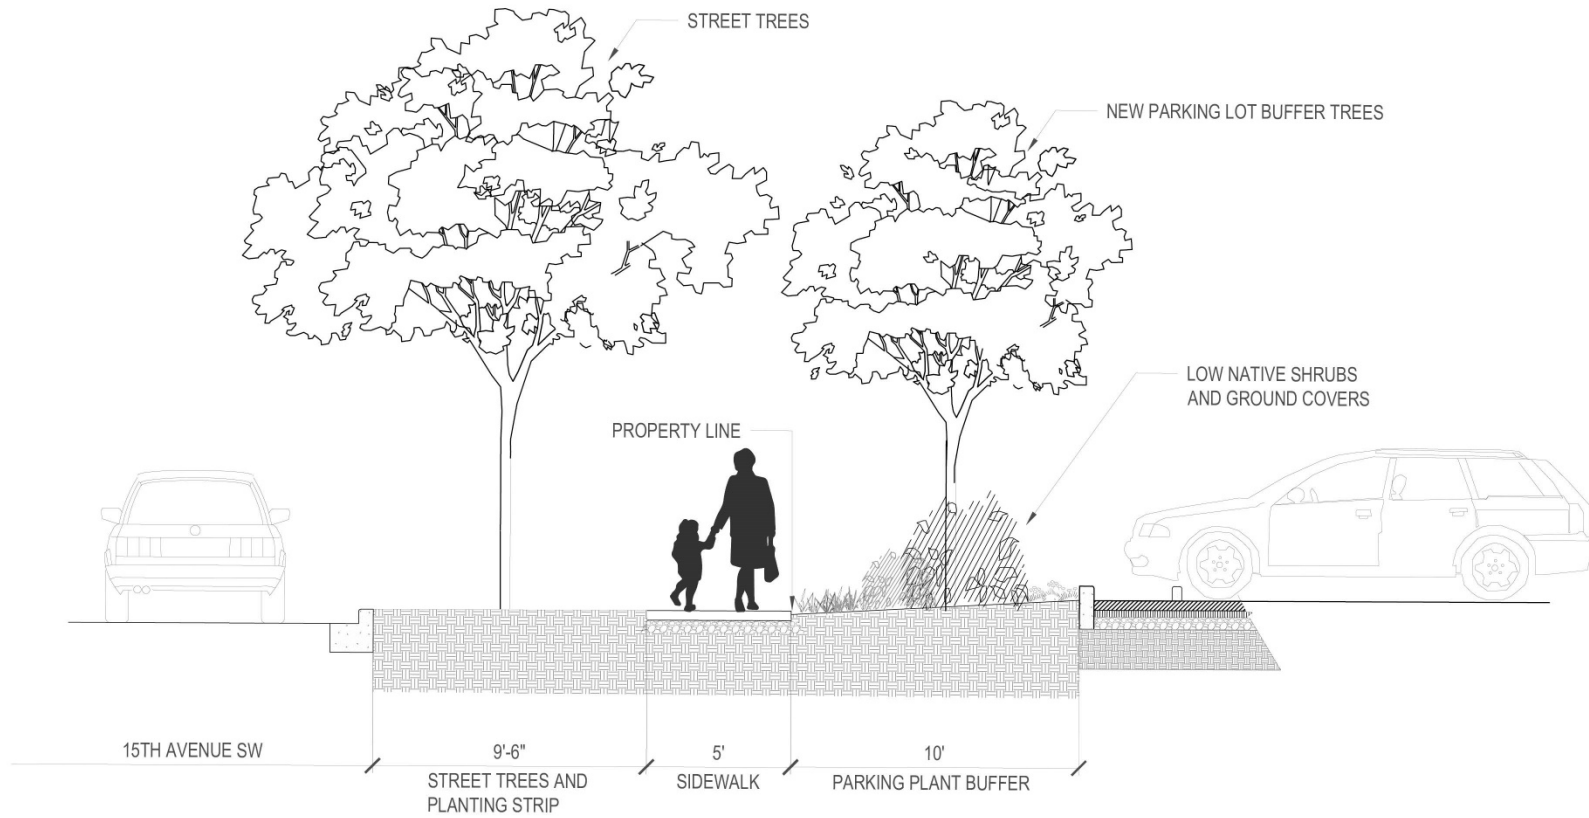 STREET TREES
NEW PARKING LOT BUFFER TREES
LOW NATIVE SHRUBS
AND GROUND COVERS
PROPERTY LINE
15TH AVENUE SW
9'-6"
STREET TREES AND
PLANTING STRIP
5'
SIDEWALK
10'
PARKING PLANT BUFFER